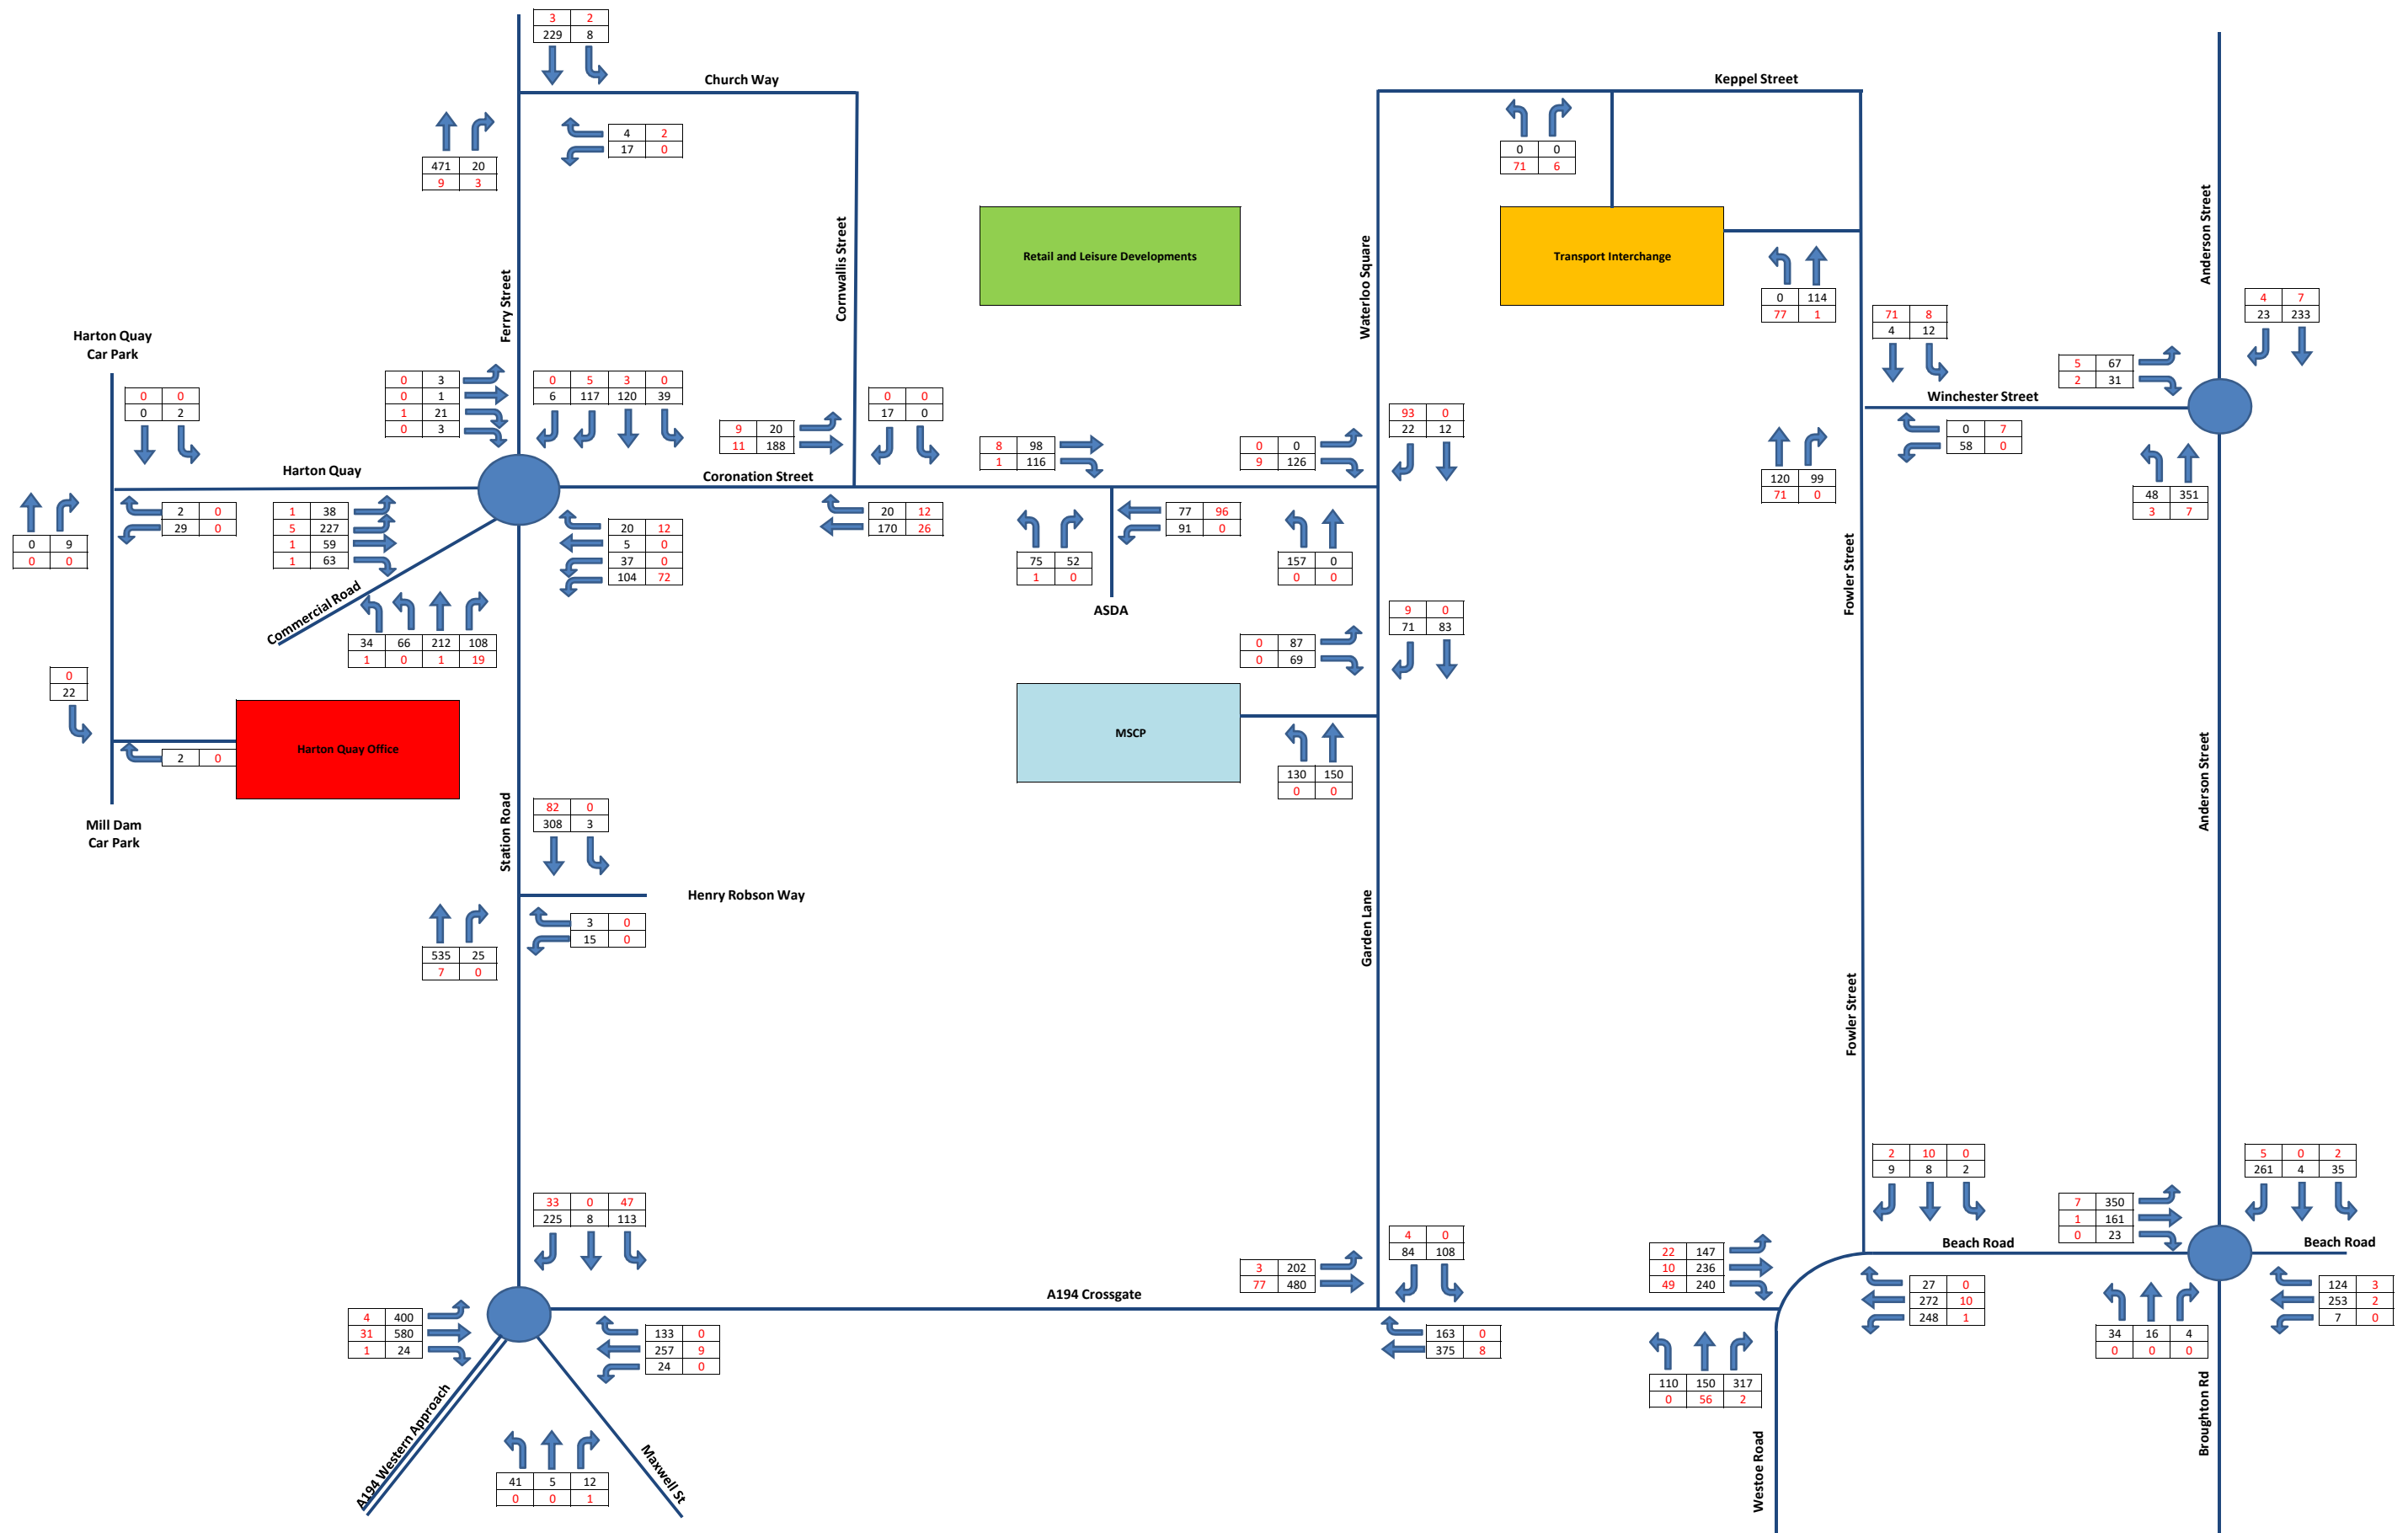 3 2
229 8
Church Way
Keppel Street
4 2
17 0
471 20
9 3
0 0
71 6
Ferry Street
Cornwallis Street
Retail and Leisure Developments
Waterloo Square
Transport Interchange
Anderson Street
0 114
77 1
71 8
4 12
4 7
23 233
Harton Quay
Car Park
0 0
0 2
0 3
0 1
1 21
0 3
0 5 3 0
6 117 120 39
9 20
11 188
0 0
17 0
8 98
1 116
0 0
9 126
93 0
22 12
5 67
2 31
Winchester Street
0 7
58 0
120 99
71 0
48 351
3 7
Harton Quay
Coronation Street
0 9
0 0
2 0
29 0
1 38
5 227
1 59
1 63
20 12
5 0
37 0
104 72
20 12
170 26
75 52
1 0
77 96
91 0
157 0
0 0
Commercial Road
34 66 212 108
1 0 1 19
ASDA
Fowler Street
0 87
0 69
9 0
71 83
0
22
Harton Quay Office
2 0
MSCP
130 150
0 0
Mill Dam
Car Park
Station Road
82 0
308 3
Anderson Street
Henry Robson Way
3 0
15 0
535 25
7 0
Garden Lane
Fowler Street
33 0 47
225 8 113
4 400
31 580
1 24
133 0
257 9
24 0
A194 Crossgate
3 202
77 480
4 0
84 108
163 0
375 8
22 147
10 236
49 240
2 10 0
9 8 2
Beach Road
7 350
1 161
0 23
5 0 2
261 4 35
Beach Road
27 0
272 10
248 1
34 16 4
0 0 0
124 3
253 2
7 0
110 150 317
0 56 2
A194 Western Approach
41 5 12
0 0 1
Maxwell St
Westoe Road
Broughton Rd